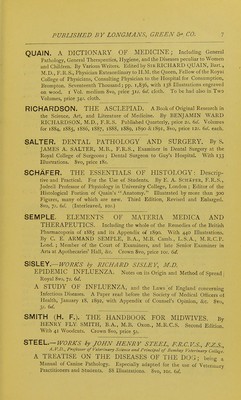 PUBLISHED BY LONGMANS, GREEN & CO. 7
QUAIN. A DICTIONARY OF MEDICINE; Including General
Pathology, General Therapeutics, Hygiene, and the Diseases peculiar to Women
and Children. By Various Writers. Edited by Sir RICHARD QUAIN, Bart.,
M.D., F.R.S., Physician Extraordinary to H.M. the Queen, Fellow of the Royal
College of Physicians, Consulting Physician to the Hospital for Consumption,
Brompton. Seventeenth Thousand; pp. 1,836, with 138 Illustrations engraved
on wood. 1 Vol. medium 8vo, price 31s. 6d. cloth. To be had also in Two
Volumes, price 34s. cloth.
RICHARDSON. THE ASCLEPIAD. A Book of Original Research in
the Science, Art, and Literature of Medicine. By BENJAMIN WARD
RICHARDSON, M.D., F.R.S. Published Quarterly, price 2s. 6d. Volumes
for 1884, 1885, 1886, 1887, 1888, 1889, 1890 & 1891, 8vo, price 12s. 6d. each.
SALTER. DENTAL PATHOLOGY AND SURGERY. By S.
JAMES A. SALTER, M.B., F.R.S., Examiner in Dental Surgery at the
Royal College of Surgeons; Dental Surgeon to Guy's Hospital. With 133
Illustrations. 8vo, price 18s.
SCHÄFER. THE ESSENTIALS OF HISTOLOGY: Descrip-
tive and Practical. For the Use of Students. By E. A. SCHÄFER, F.R.S.,
Jodrell Professor of Physiology in University College, London; Editor of the
Histological Portion of Quain's "Anatomy." Illustrated by more than 300
Figures, many of which are new. Third Edition, Revised and Enlarged.
8vo, 7s. 6d. (Interleaved, 10s.)
SEMPLE. ELEMENTS OF MATERIA MEDICA AND
THERAPEUTICS. Including the whole of the Remedies of the British
Pharmacopœia of 1885 and its Appendix of 1890. With 440 Illustrations,
By C. E. ARMAND SEMPLE, B.A., M.B. Camb., L.S.A., M.R.C.P.
Lond.; Member of the Court of Examiners, and late Senior Examiner in
Arts at Apothecaries' Hall, &c. Crown 8vo, price 10s. 6d.
SISLEY.—WORKS by RICHARD SISLEY, M.D.
EPIDEMIC INFLUENZA. Notes on its Origin and Method of Spread;
Royal 8vo, 7s. 6d.
A STUDY OF INFLUENZA, and the Laws of England concerning
Infectious Diseases. A Paper read before the Society of Medical Officers of
Health, January 18, 1892, with Appendix of Counsel's Opinion, &c. 8vo,
3s. 6d.
SMITH (H. F.). THE HANDBOOK FOR MIDWIVES. By
HENRY FLY SMITH, B.A., M.B. Oxon., M.R.C.S. Second Edition.
With 41 Woodcuts. Crown 8vo, price 5s.
STEEL.—WORKS by JOHN HENRY STEEL, F.R.C.V.S., F.Z.S.,
A.V.D., Professor of Veterinary Science and Principal of Bombay Veterinary College.
A TREATISE ON THE DISEASES OF THE DOG; being a
Manual of Canine Pathology. Especially adapted for the use of Veterinary
Practitioners and Students. 88 Illustrations. 8vo, 10s. 6d.